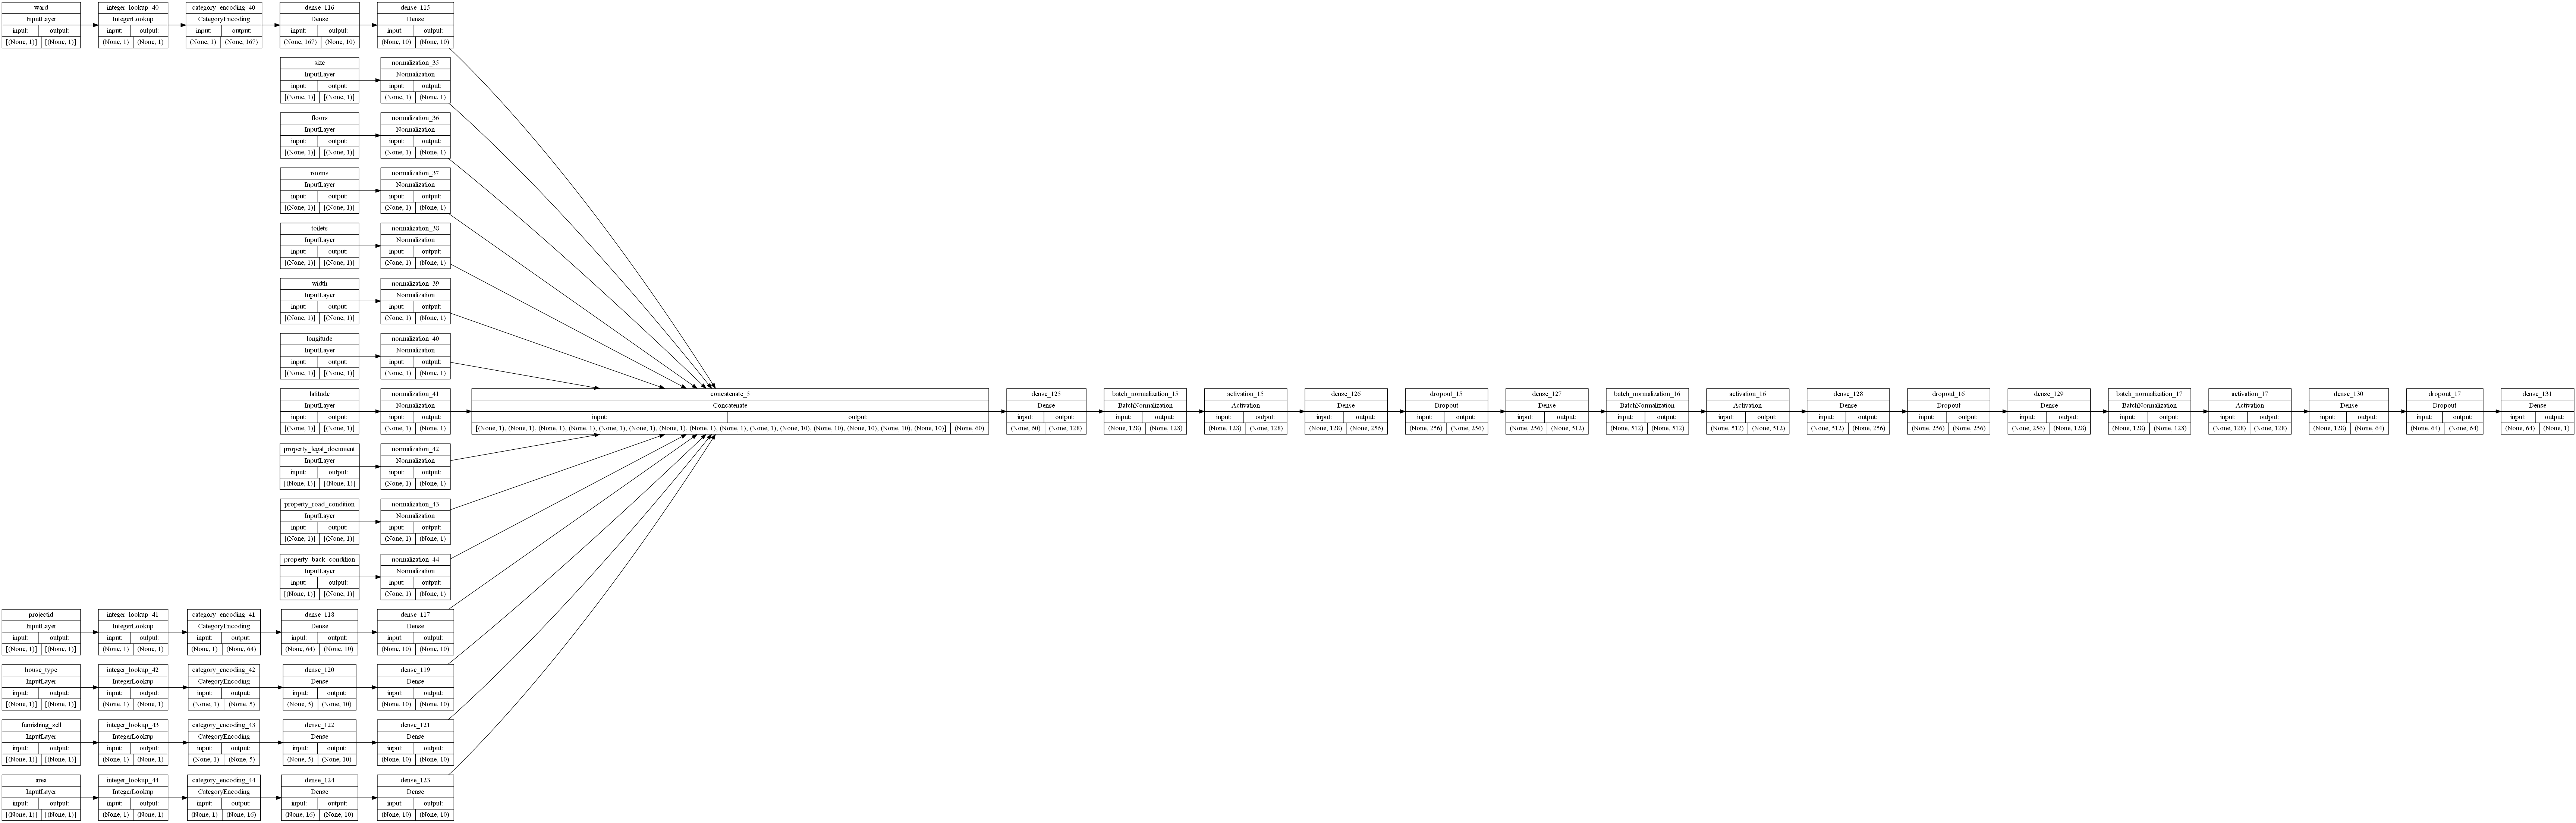 ward
InputLayer
input: output:
[(None, 1)] [(None, 1)]
integer_lookup_40
IntegerLookup
input: output:
(None, 1) (None, 1)
category_encoding_40
CategoryEncoding
input: output:
(None, 1) (None, 167)
dense_116
Dense
input: output:
(None, 167) (None, 10)
dense_115
Dense
input: output:
(None, 10) (None, 10)
size
InputLayer
input: output:
[(None, 1)] [(None, 1)]
normalization_35
Normalization
input: output:
(None, 1) (None, 1)
floors
InputLayer
input: output:
[(None, 1)] [(None, 1)]
normalization_36
Normalization
input: output:
(None, 1) (None, 1)
rooms
InputLayer
input: output:
[(None, 1)] [(None, 1)]
normalization_37
Normalization
input: output:
(None, 1) (None, 1)
toilets
InputLayer
input: output:
[(None, 1)] [(None, 1)]
normalization_38
Normalization
input: output:
(None, 1) (None, 1)
width
InputLayer
input: output:
[(None, 1)] [(None, 1)]
normalization_39
Normalization
input: output:
(None, 1) (None, 1)
longitude
InputLayer
input: output:
[(None, 1)] [(None, 1)]
normalization_40
Normalization
input: output:
(None, 1) (None, 1)
latitude
InputLayer
input: output:
[(None, 1)] [(None, 1)]
normalization_41
Normalization
input: output:
(None, 1) (None, 1)
concatenate_5
Concatenate
input: output:
[(None, 1), (None, 1), (None, 1), (None, 1), (None, 1), (None, 1), (None, 1), (None, 1), (None, 1), (None, 1), (None, 10), (None, 10), (None, 10), (None, 10), (None, 10)] (None, 60)
dense_125
Dense
input: output:
(None, 60) (None, 128)
batch_normalization_15
BatchNormalization
input: output:
(None, 128) (None, 128)
activation_15
Activation
input: output:
(None, 128) (None, 128)
dense_126
Dense
input: output:
(None, 128) (None, 256)
dropout_15
Dropout
input: output:
(None, 256) (None, 256)
dense_127
Dense
input: output:
(None, 256) (None, 512)
batch_normalization_16
BatchNormalization
input: output:
(None, 512) (None, 512)
activation_16
Activation
input: output:
(None, 512) (None, 512)
dense_128
Dense
input: output:
(None, 512) (None, 256)
dropout_16
Dropout
input: output:
(None, 256) (None, 256)
dense_129
Dense
input: output:
(None, 256) (None, 128)
batch_normalization_17
BatchNormalization
input: output:
(None, 128) (None, 128)
activation_17
Activation
input: output:
(None, 128) (None, 128)
dense_130
Dense
input: output:
(None, 128) (None, 64)
dropout_17
Dropout
input: output:
(None, 64) (None, 64)
dense_131
Dense
input: output:
(None, 64) (None, 1)
property_legal_document
InputLayer
input: output:
[(None, 1)] [(None, 1)]
normalization_42
Normalization
input: output:
(None, 1) (None, 1)
property_road_condition
InputLayer
input: output:
[(None, 1)] [(None, 1)]
normalization_43
Normalization
input: output:
(None, 1) (None, 1)
property_back_condition
InputLayer
input: output:
[(None, 1)] [(None, 1)]
normalization_44
Normalization
input: output:
(None, 1) (None, 1)
projectid
InputLayer
input: output:
[(None, 1)] [(None, 1)]
integer_lookup_41
IntegerLookup
input: output:
(None, 1) (None, 1)
category_encoding_41
CategoryEncoding
input: output:
(None, 1) (None, 64)
dense_118
Dense
input: output:
(None, 64) (None, 10)
dense_117
Dense
input: output:
(None, 10) (None, 10)
house_type
InputLayer
input: output:
[(None, 1)] [(None, 1)]
integer_lookup_42
IntegerLookup
input: output:
(None, 1) (None, 1)
category_encoding_42
CategoryEncoding
input: output:
(None, 1) (None, 5)
dense_120
Dense
input: output:
(None, 5) (None, 10)
dense_119
Dense
input: output:
(None, 10) (None, 10)
furnishing_sell
InputLayer
input: output:
[(None, 1)] [(None, 1)]
integer_lookup_43
IntegerLookup
input: output:
(None, 1) (None, 1)
category_encoding_43
CategoryEncoding
input: output:
(None, 1) (None, 5)
dense_122
Dense
input: output:
(None, 5) (None, 10)
dense_121
Dense
input: output:
(None, 10) (None, 10)
area
InputLayer
input: output:
[(None, 1)] [(None, 1)]
integer_lookup_44
IntegerLookup
input: output:
(None, 1) (None, 1)
category_encoding_44
CategoryEncoding
input: output:
(None, 1) (None, 16)
dense_124
Dense
input: output:
(None, 16) (None, 10)
dense_123
Dense
input: output:
(None, 10) (None, 10)